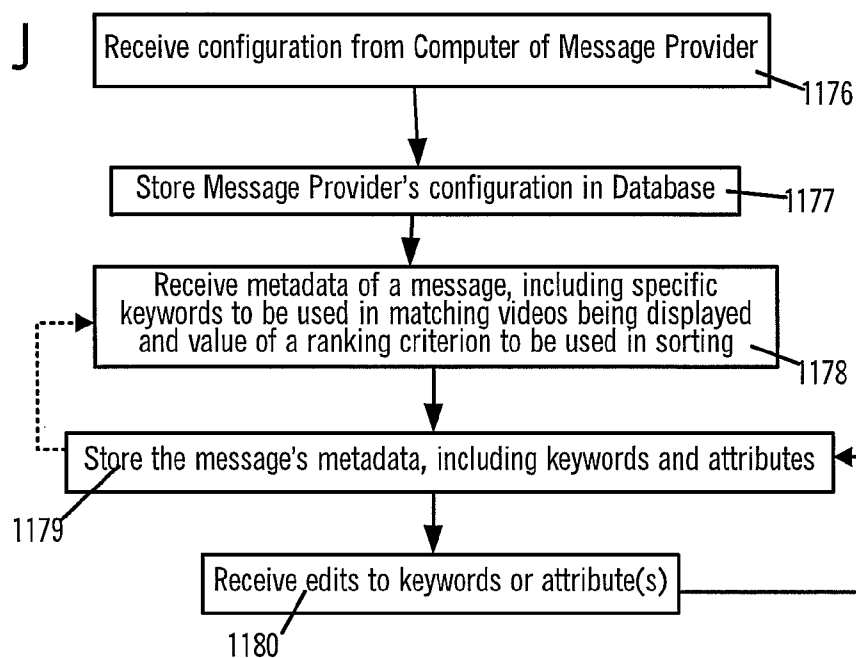 J
Receive configuration from Computer of Message Provider
1176
Store Message Provider's configuration in Database
1177
Receive metadata of a message, including specific
keywords to be used in matching videos being displayed
and value of a ranking criterion to be used in sorting
1178
Store the message's metadata, including keywords and attributes
1179
Receive edits to keywords or attribute(s)
1180